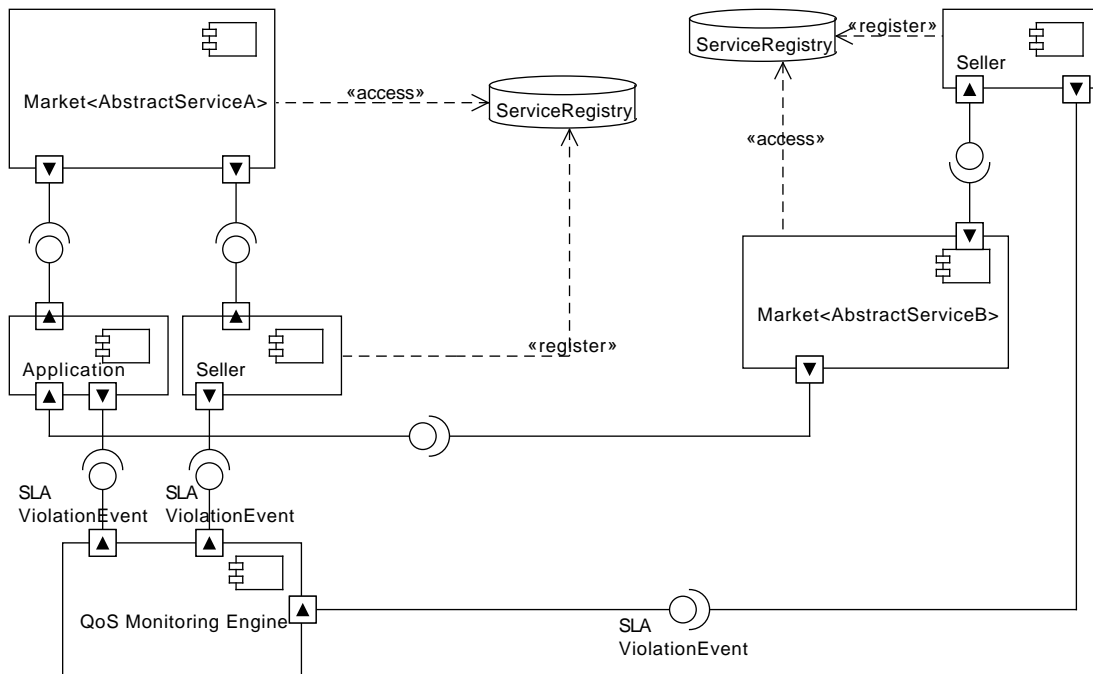 «register»
ServiceRegistry
Seller
«access»
Market<AbstractServiceA>
ServiceRegistry
«access»
Market<AbstractServiceB>
«register»
Application
Seller
SLA
ViolationEvent
SLA
ViolationEvent
QoS Monitoring Engine
SLA
ViolationEvent